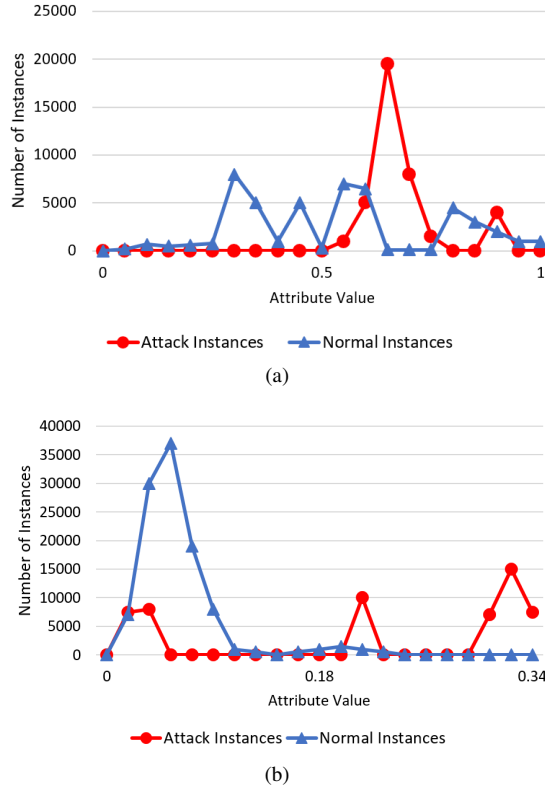 25000
20000
15000
10000
5000
0
Number of Instances
0 0.5 1
Attribute Value
Attack Instances Normal Instances
(a)
40000
35000
30000
25000
20000
15000
10000
5000
0
Number of Instances
0 0.18 0.34
Attribute Value
Attack Instances Normal Instances
(b)